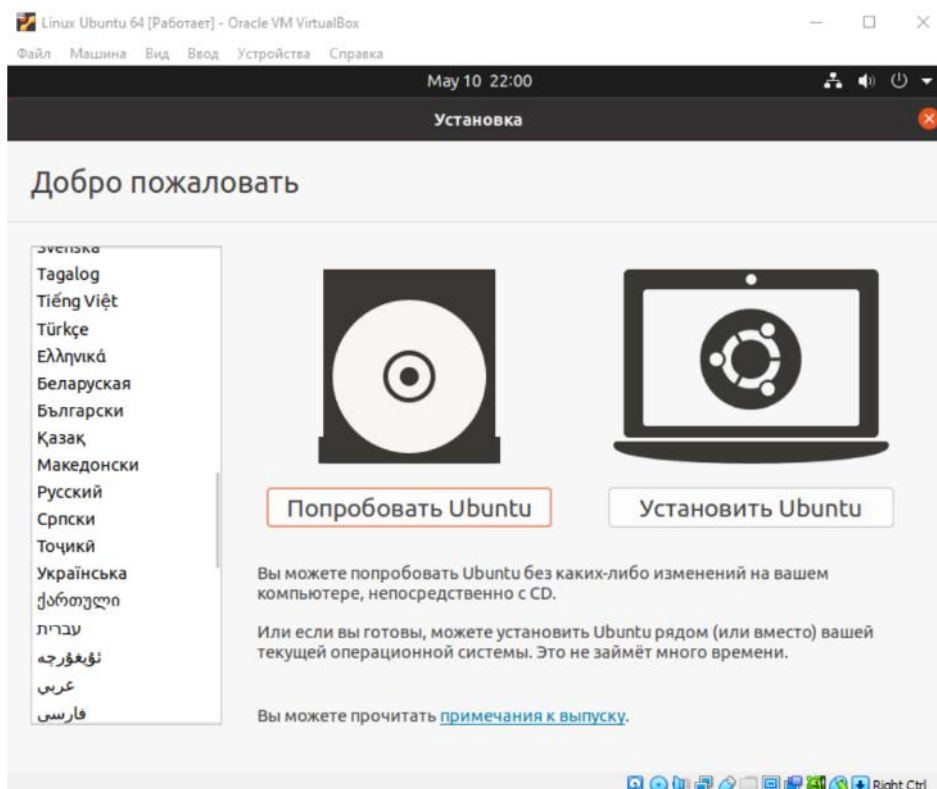 Linux Ubuntu 64 [Работает] - Oracle VM VirtualBox
Файл Машина Вид Ввод Устройства Справка
May 10 22:00
Установка
Добро пожаловать
Svenska
Tagalog
Tiếng Việt
Türkçe
Ελληνικά
Беларуская
Български
Қазақ
Македонски
Русский
Српски
Тоҷикӣ
Українська
ქართული
עברית
ئۇيغۇرچە
عربي
فارسی
Попробовать Ubuntu
Установить Ubuntu
Вы можете попробовать Ubuntu без каких-либо изменений на вашем
компьютере, непосредственно с CD.
Или если вы готовы, можете установить Ubuntu рядом (или вместо) вашей
текущей операционной системы. Это не займёт много времени.
Вы можете прочитать примечания к выпуску.
Right Ctrl